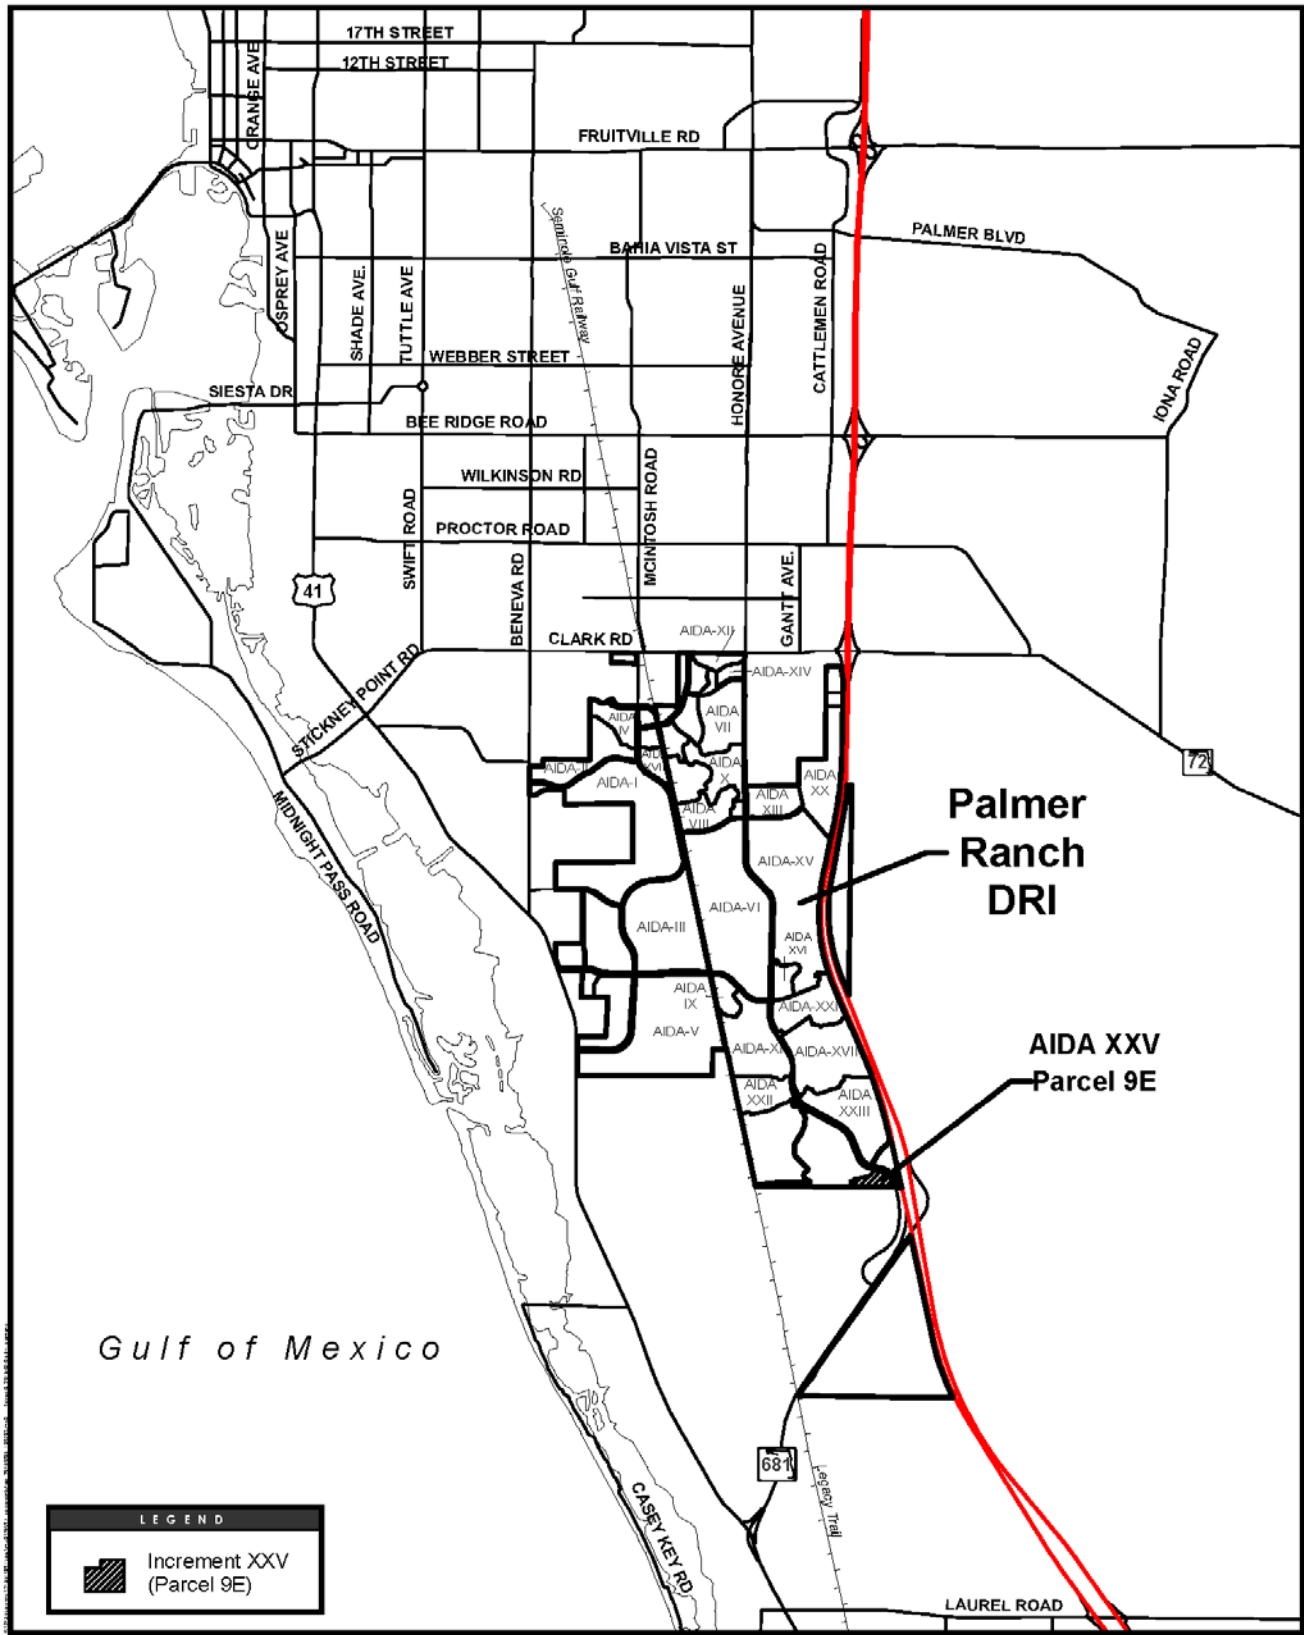 17TH STREET
12TH STREET
ORANGE AVE
FRUITVILLE RD
PALMER BLVD
Seminole Gulf Railway
BAHIA VISTA ST
OSPREY AVE
SHADE AVE.
TUTTLE AVE
HONORE AVENUE
CATTLEMEN ROAD
IONA ROAD
WEBBER STREET
SIESTA DR
BEE RIDGE ROAD
WILKINSON RD
MCINTOSH ROAD
SWIFT ROAD
PROCTOR ROAD
BENEVA RD
GANTT AVE.
41
CLARK RD
STICKNEY POINT RD
72
MIDNIGHT PASS ROAD
AIDA-XII
AIDA-XIV
AIDA
IV
AIDA
VII
AIDA-I
AIDA
X
AIDA
XX
AIDA
XIII
AIDA
VIII
Palmer
Ranch
DRI
AIDA-XV
AIDA-VI
AIDA-III
AIDA
XVI
AIDA
IX
AIDA-XXI
AIDA-V
AIDA-XI
AIDA-XVII
AIDA
XXII
AIDA
XXIII
AIDA XXV
Parcel 9E
Gulf of Mexico
681
Legacy Trail
CASEY KEY RD
LAUREL ROAD
LEGEND
Increment XXV
(Parcel 9E)